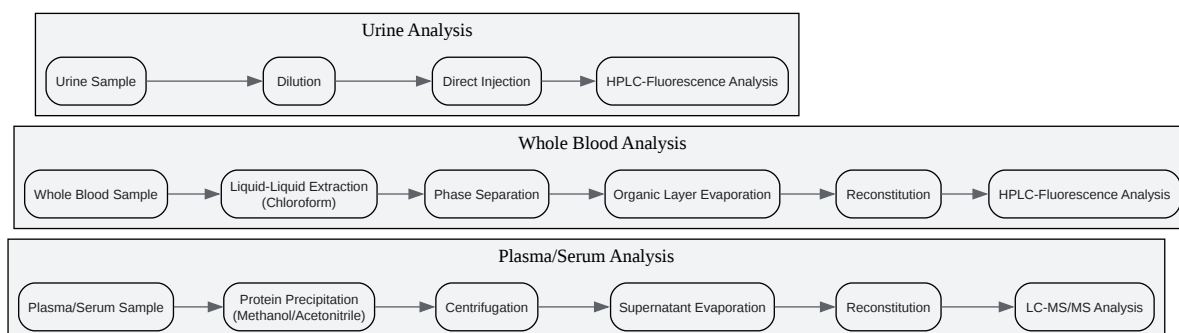 Urine Analysis
Urine Sample
Dilution
Direct Injection
HPLC-Fluorescence Analysis
Whole Blood Analysis
Whole Blood Sample
Liquid-Liquid Extraction
(Chloroform)
Phase Separation
Organic Layer Evaporation
Reconstitution
HPLC-Fluorescence Analysis
Plasma/Serum Analysis
Plasma/Serum Sample
Protein Precipitation
(Methanol/Acetonitrile)
Centrifugation
Supernatant Evaporation
Reconstitution
LC-MS/MS Analysis